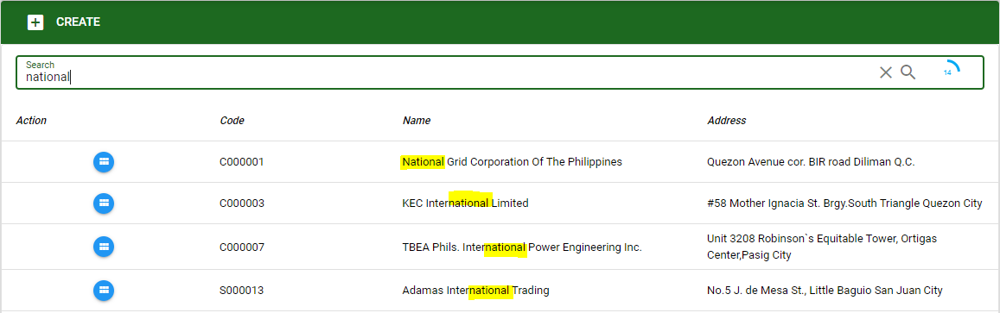 CREATE
Search
national
14
Action Code Name Address
C000001 National Grid Corporation Of The Philippines Quezon Avenue cor. BIR road Diliman Q.C.
C000003 KEC International Limited #58 Mother Ignacia St. Brgy.South Triangle Quezon City
C000007 TBEA Phils. International Power Engineering Inc. Unit 3208 Robinson`s Equitable Tower, Ortigas
Center,Pasig City
S000013 Adamas International Trading No.5 J. de Mesa St., Little Baguio San Juan City